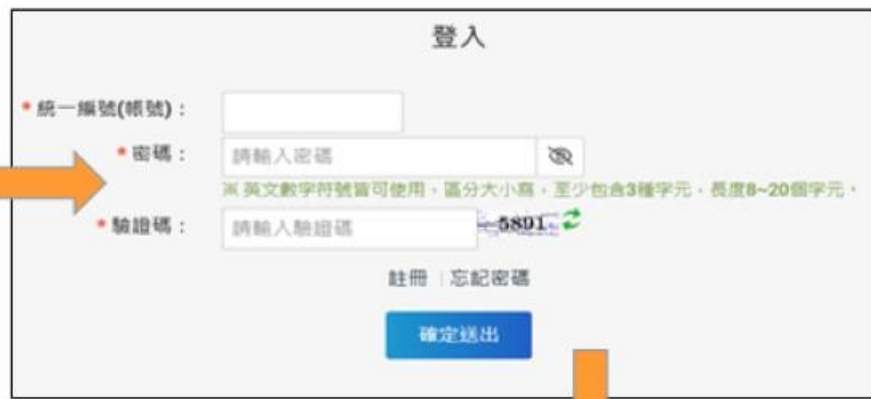 登入
* 統一編號(帳號)：
* 密碼： 請輸入密碼
※ 英文數字符號皆可使用，區分大小寫，至少包含3種字元，長度8~20個字元。
* 驗證碼： 請輸入驗證碼 5891
註冊 | 忘記密碼
確定送出